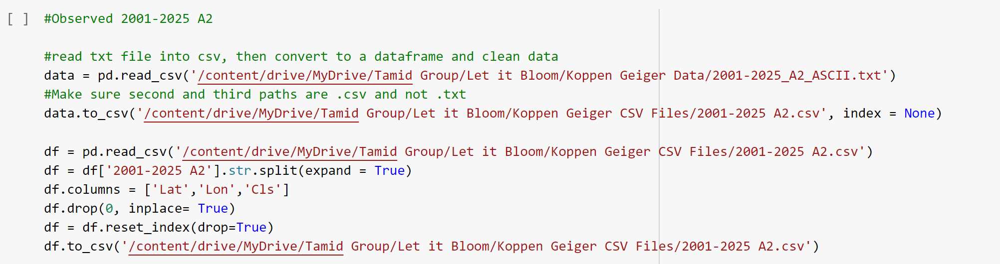 [ ] #Observed 2001-2025 A2
#read txt file into csv, then convert to a dataframe and clean data
data = pd.read_csv('/content/drive/MyDrive/Tamid Group/Let it Bloom/Koppen Geiger Data/2001-2025_A2_ASCII.txt')
#Make sure second and third paths are .csv and not .txt
data.to_csv('/content/drive/MyDrive/Tamid Group/Let it Bloom/Koppen Geiger CSV Files/2001-2025 A2.csv', index = None)
df = pd.read_csv('/content/drive/MyDrive/Tamid Group/Let it Bloom/Koppen Geiger CSV Files/2001-2025 A2.csv')
df = df['2001-2025 A2'].str.split(expand = True)
df.columns = ['Lat','Lon','Cls']
df.drop(0, inplace= True)
df = df.reset_index(drop=True)
df.to_csv('/content/drive/MyDrive/Tamid Group/Let it Bloom/Koppen Geiger CSV Files/2001-2025 A2.csv')